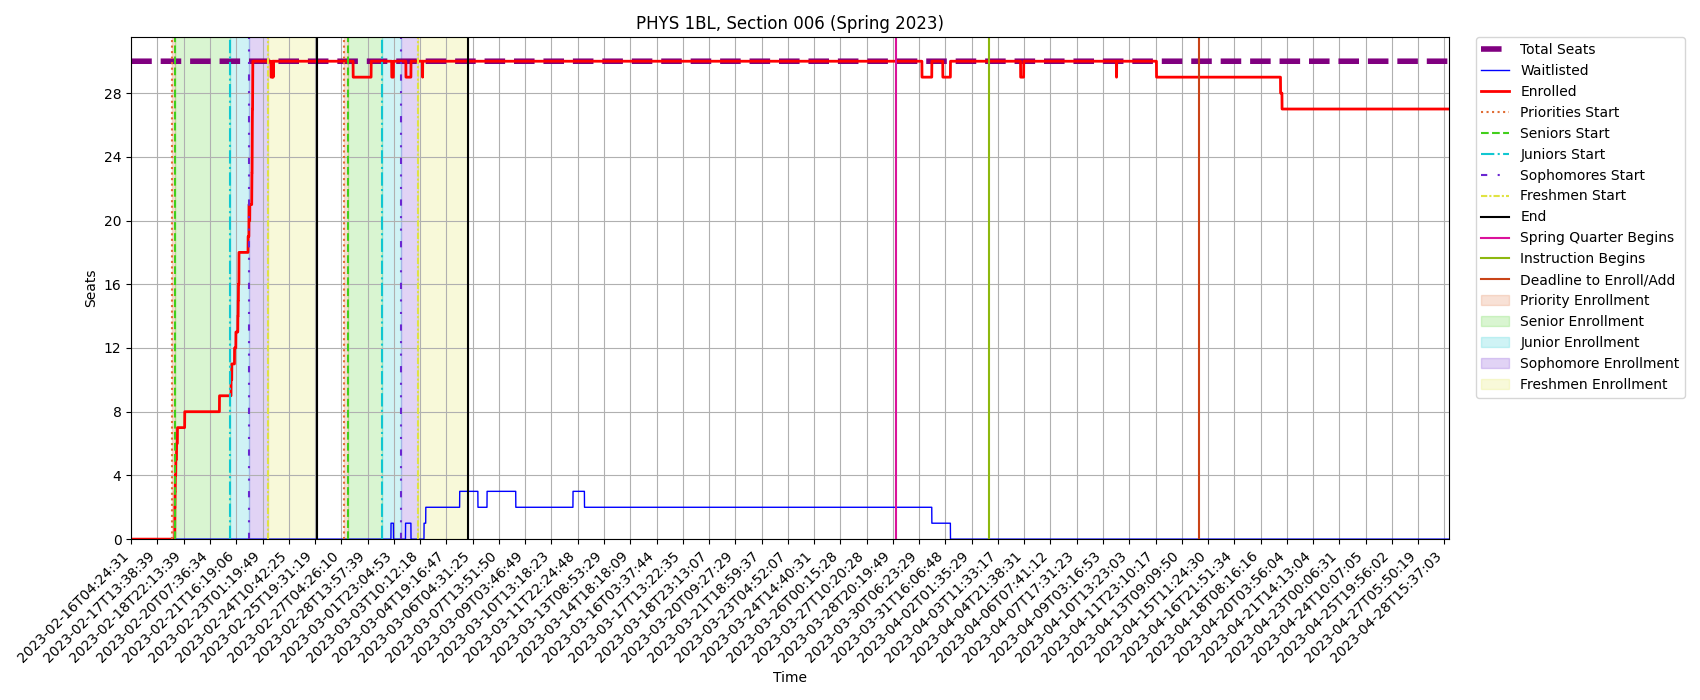 PHYS 1BL, Section 006 (Spring 2023)
Seats
28
24
20
16
12
8
4
0
2023-02-16T04:24:31
2023-02-17T13:38:39
2023-02-18T22:13:39
2023-02-20T07:36:34
2023-02-21T16:19:06
2023-02-23T01:19:49
2023-02-24T10:42:25
2023-02-25T19:31:19
2023-02-27T04:26:10
2023-02-28T13:57:39
2023-03-01T23:04:53
2023-03-03T10:12:18
2023-03-04T19:16:47
2023-03-06T04:31:25
2023-03-07T13:51:50
2023-03-09T03:46:49
2023-03-10T13:18:23
2023-03-11T22:24:48
2023-03-13T08:53:29
2023-03-14T18:18:09
2023-03-16T03:37:44
2023-03-17T13:22:35
2023-03-18T23:13:07
2023-03-20T09:27:29
2023-03-21T18:59:37
2023-03-23T04:52:07
2023-03-24T14:40:31
2023-03-26T00:15:28
2023-03-27T10:20:28
2023-03-28T20:19:49
2023-03-30T06:23:29
2023-03-31T16:06:48
2023-04-02T01:35:29
2023-04-03T11:33:17
2023-04-04T21:38:31
2023-04-06T07:41:12
2023-04-07T17:31:23
2023-04-09T03:16:53
2023-04-10T13:23:03
2023-04-11T23:10:17
2023-04-13T09:09:50
2023-04-15T11:24:30
2023-04-16T21:51:34
2023-04-18T08:16:16
2023-04-20T03:56:04
2023-04-21T14:13:04
2023-04-23T00:06:31
2023-04-24T10:07:05
2023-04-25T19:56:02
2023-04-27T05:50:19
2023-04-28T15:37:03
Time
Total Seats
Waitlisted
Enrolled
Priorities Start
Seniors Start
Juniors Start
Sophomores Start
Freshmen Start
End
Spring Quarter Begins
Instruction Begins
Deadline to Enroll/Add
Priority Enrollment
Senior Enrollment
Junior Enrollment
Sophomore Enrollment
Freshmen Enrollment